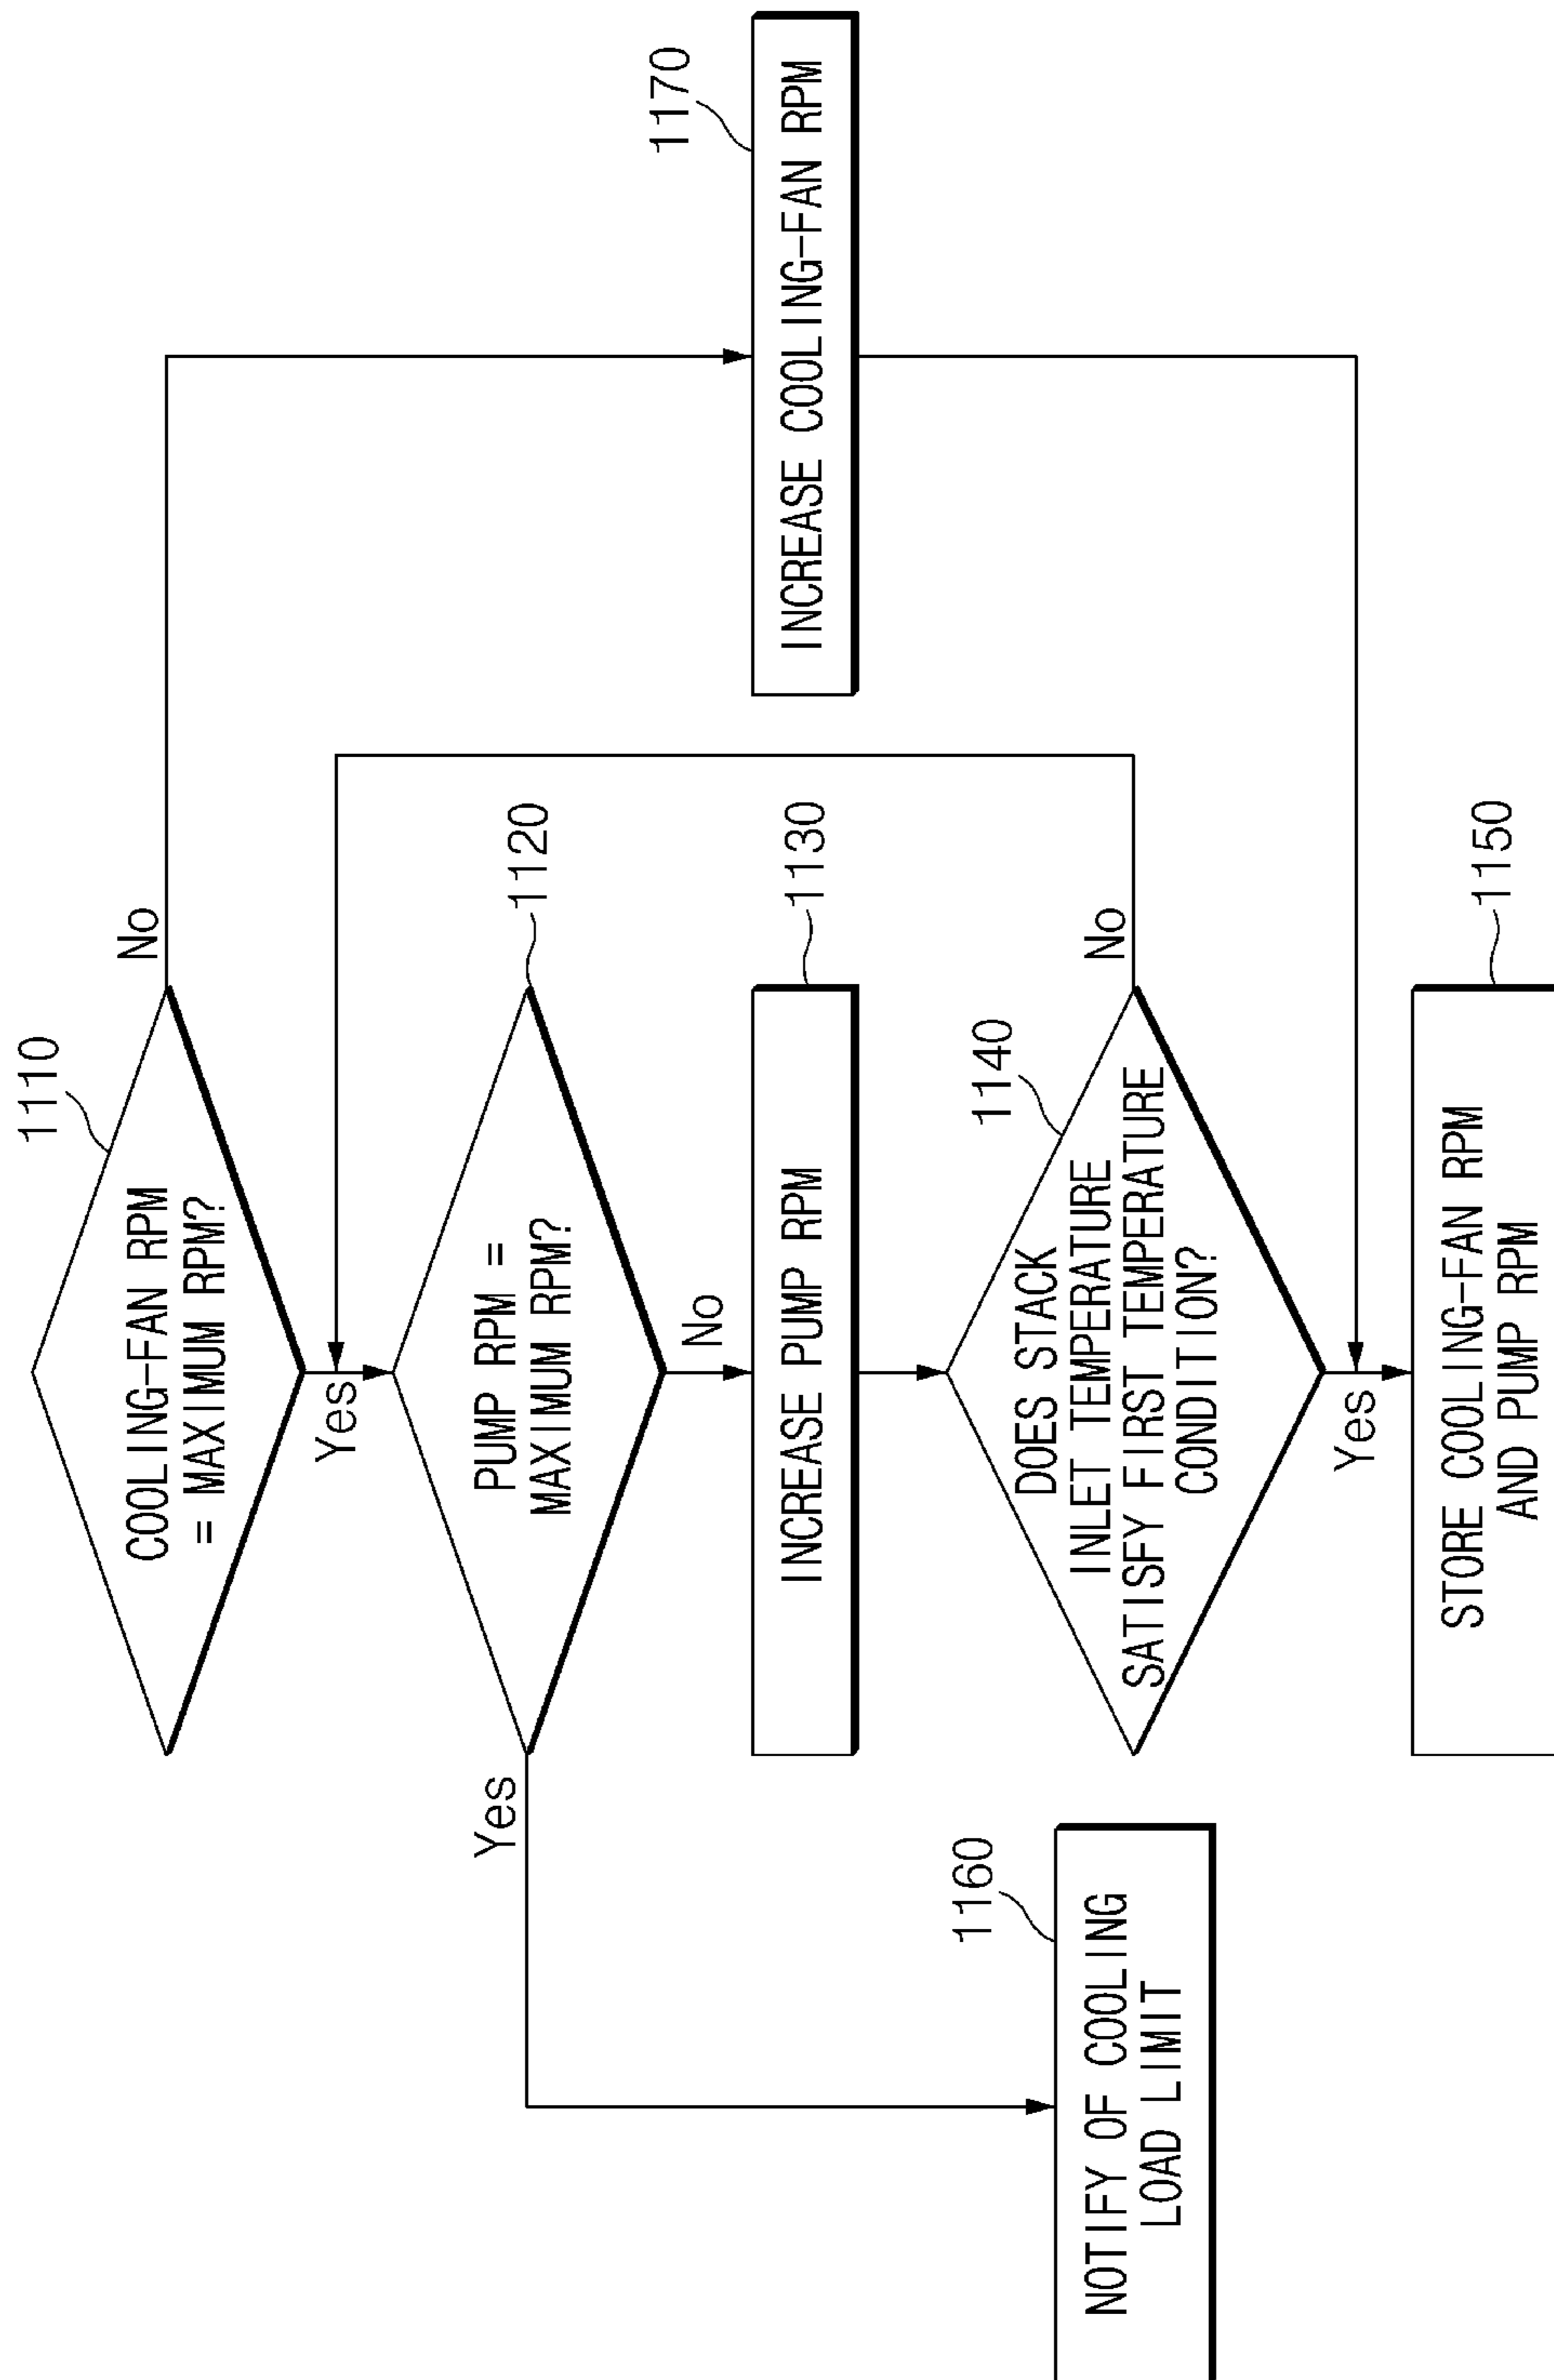 1110
COOLING-FAN RPM
= MAXIMUM RPM?
No
Yes
1120
PUMP RPM =
MAXIMUM RPM?
Yes
No
1130
INCREASE PUMP RPM
1170
INCREASE COOLING-FAN RPM
1140
DOES STACK
INLET TEMPERATURE
SATISFY FIRST TEMPERATURE
CONDITION?
No
Yes
1160
NOTIFY OF COOLING
LOAD LIMIT
1150
STORE COOLING-FAN RPM
AND PUMP RPM